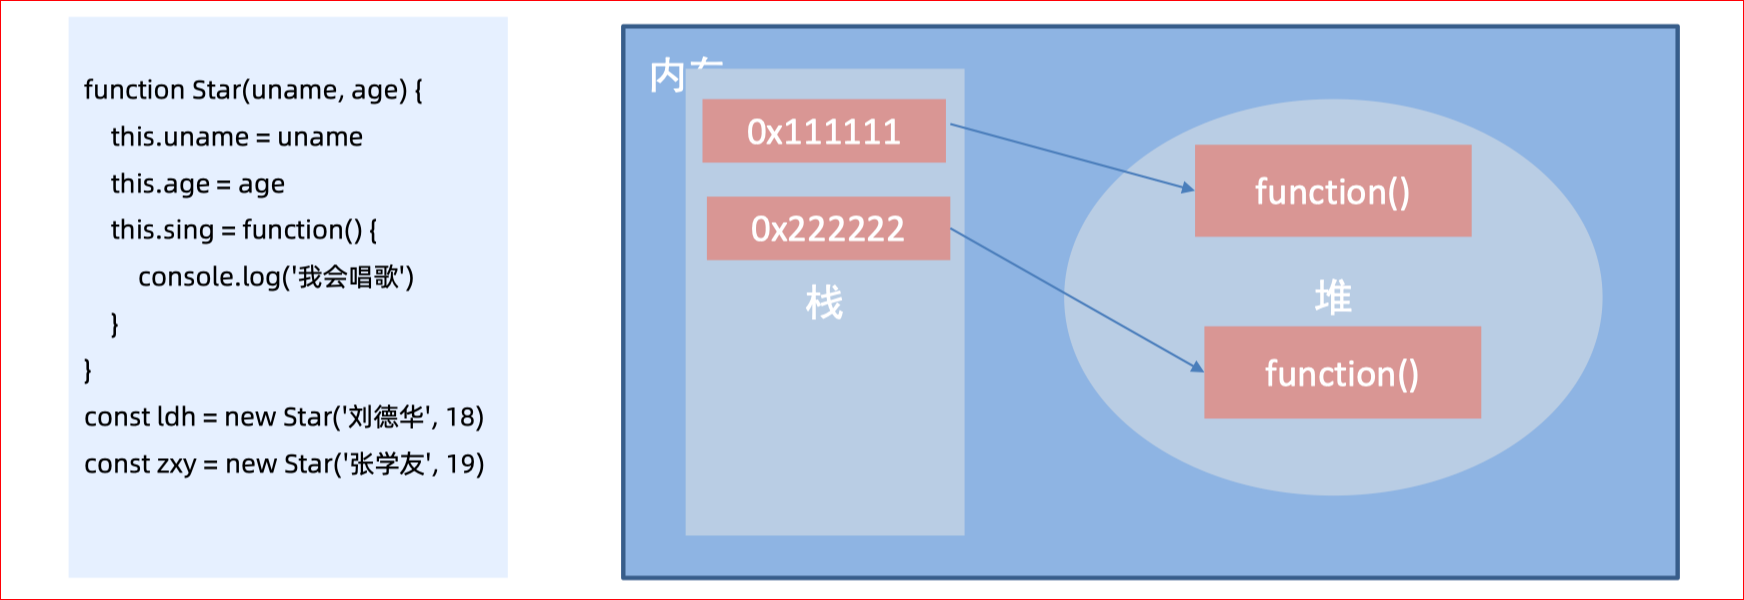 function Star(uname, age) {
this.uname = uname
this.age = age
this.sing = function() {
console.log('我会唱歌')
}
}
const ldh = new Star('刘德华', 18)
const zxy = new Star('张学友', 19)
内存
0x111111
0x222222
栈
function()
堆
function()